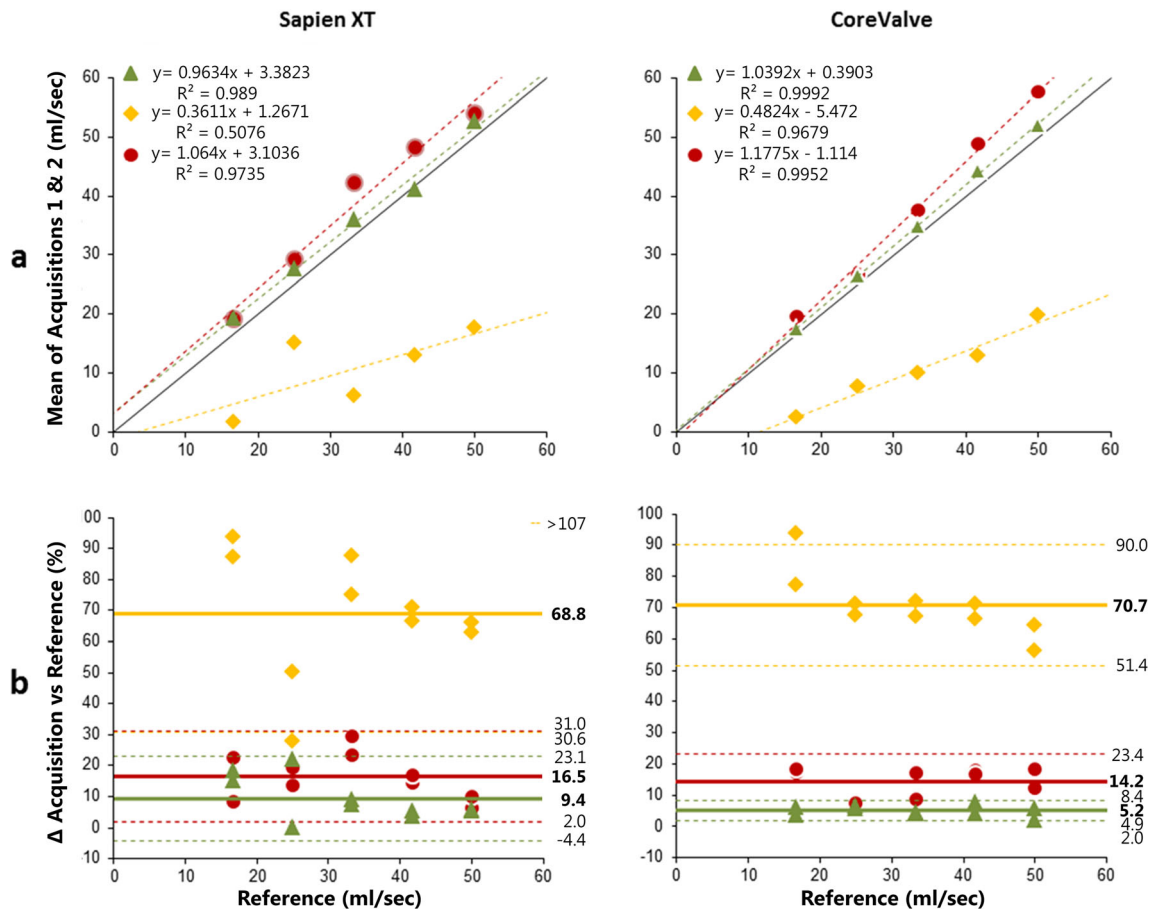 Sapien XT
CoreValve
a
Mean of Acquisitions 1 & 2 (ml/sec)
60
50
40
30
20
10
0
y= 0.9634x + 3.3823
R² = 0.989
y= 0.3611x + 1.2671
R² = 0.5076
y= 1.064x + 3.1036
R² = 0.9735
0 10 20 30 40 50 60
60
50
40
30
20
10
0
y= 1.0392x + 0.3903
R² = 0.9992
y= 0.4824x - 5.472
R² = 0.9679
y= 1.1775x - 1.114
R² = 0.9952
0 10 20 30 40 50 60
b
Δ Acquisition vs Reference (%)
00
90
80
70
60
50
40
30
20
10
0
10
>107
68.8
31.0
30.6
23.1
16.5
9.4
2.0
-4.4
0 10 20 30 40 50 60
Reference (ml/sec)
100
90
80
70
60
50
40
30
20
10
0
-10
90.0
70.7
51.4
23.4
14.2
8.4
5.2
4.9
2.0
0 10 20 30 40 50 60
Reference (ml/sec)